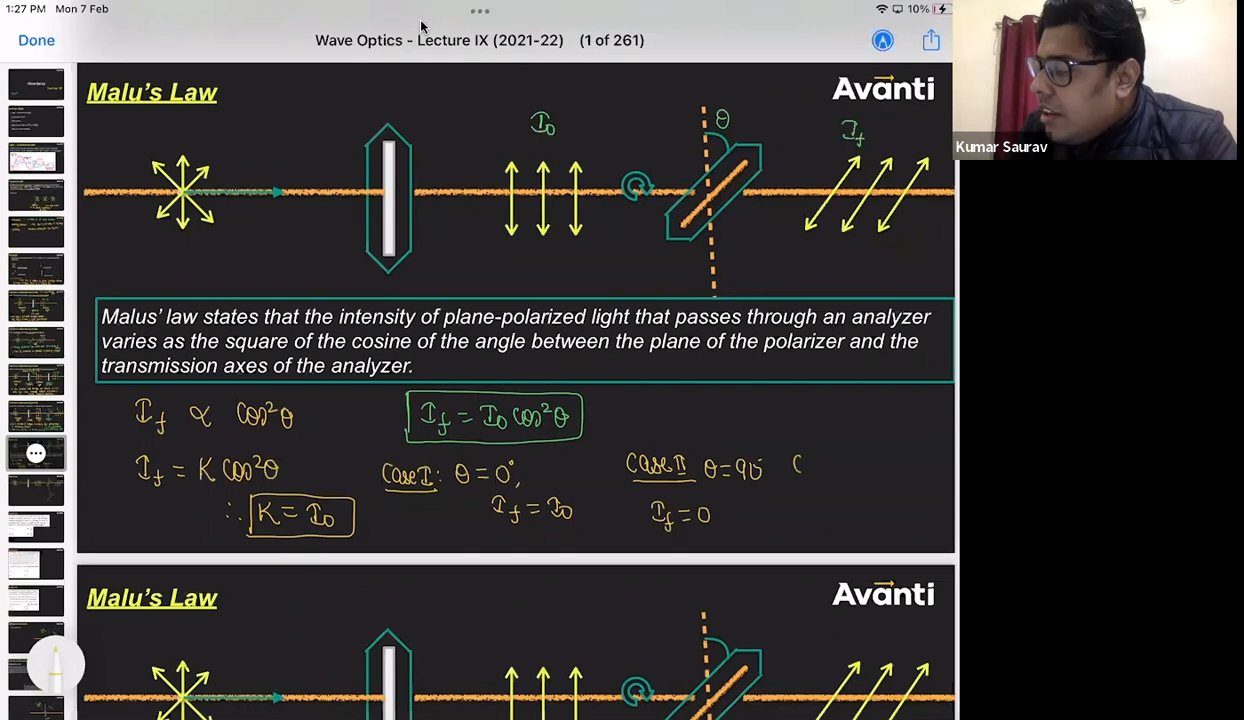 1:27 PM Mon 7 Feb
10%
Done
Wave Optics - Lecture IX (2021-22) (1 of 261)
Kumar Saurav
Malu's Law
Avanti
I₀
θ
I_f
Malus' law states that the intensity of plane-polarized light that passes through an analyzer
varies as the square of the cosine of the angle between the plane of the polarizer and the
transmission axes of the analyzer.
I_f ∝ Cos²θ
I_f = I₀ Cos²θ
I_f = K Cos²θ
Case I: θ = 0°,
Case II θ = 90°
∴ K = I₀
I_f = I₀
I_f = 0
Malu's Law
Avanti